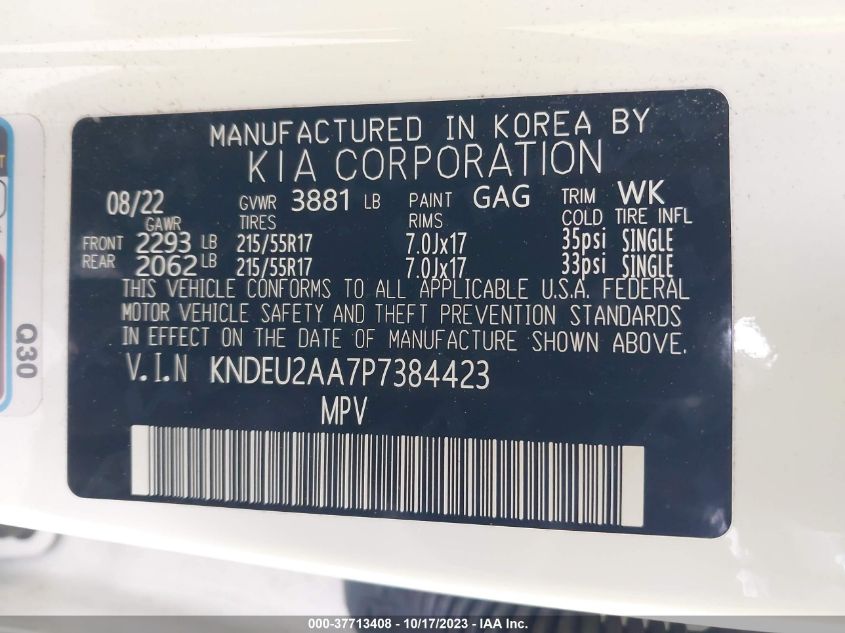 MANUFACTURED IN KOREA BY
KIA CORPORATION
08/22 GVWR 3881 LB PAINT GAG TRIM WK
GAWR TIRES RIMS COLD TIRE INFL
FRONT 2293 LB 215/55R17 7.0Jx17 35psi SINGLE
REAR 2062 LB 215/55R17 7.0Jx17 33psi SINGLE
THIS VEHICLE CONFORMS TO ALL APPLICABLE U.S.A. FEDERAL
MOTOR VEHICLE SAFETY AND THEFT PREVENTION STANDARDS
IN EFFECT ON THE DATE OF MANUFACTURE SHOWN ABOVE.
V.I.N KNDEU2AA7P7384423
MPV
Q30
000-37713408 - 10/17/2023 - IAA Inc.